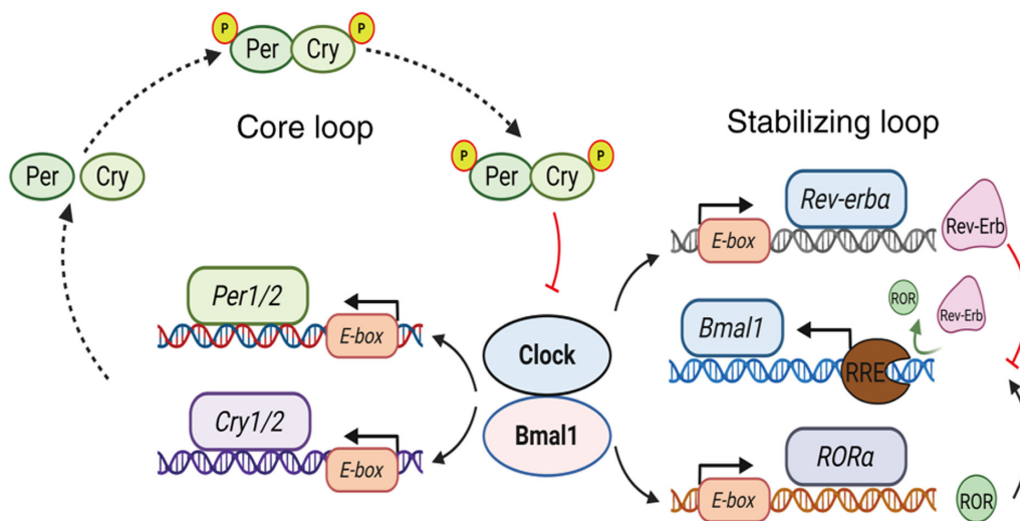 P
Per
Cry
P
Core loop
Stabilizing loop
Per
Cry
P
Per
Cry
P
Rev-erbα
E-box
Rev-Erb
Per1/2
E-box
ROR
Rev-Erb
Bmal1
RRE
Clock
Bmal1
Cry1/2
E-box
RORα
E-box
ROR